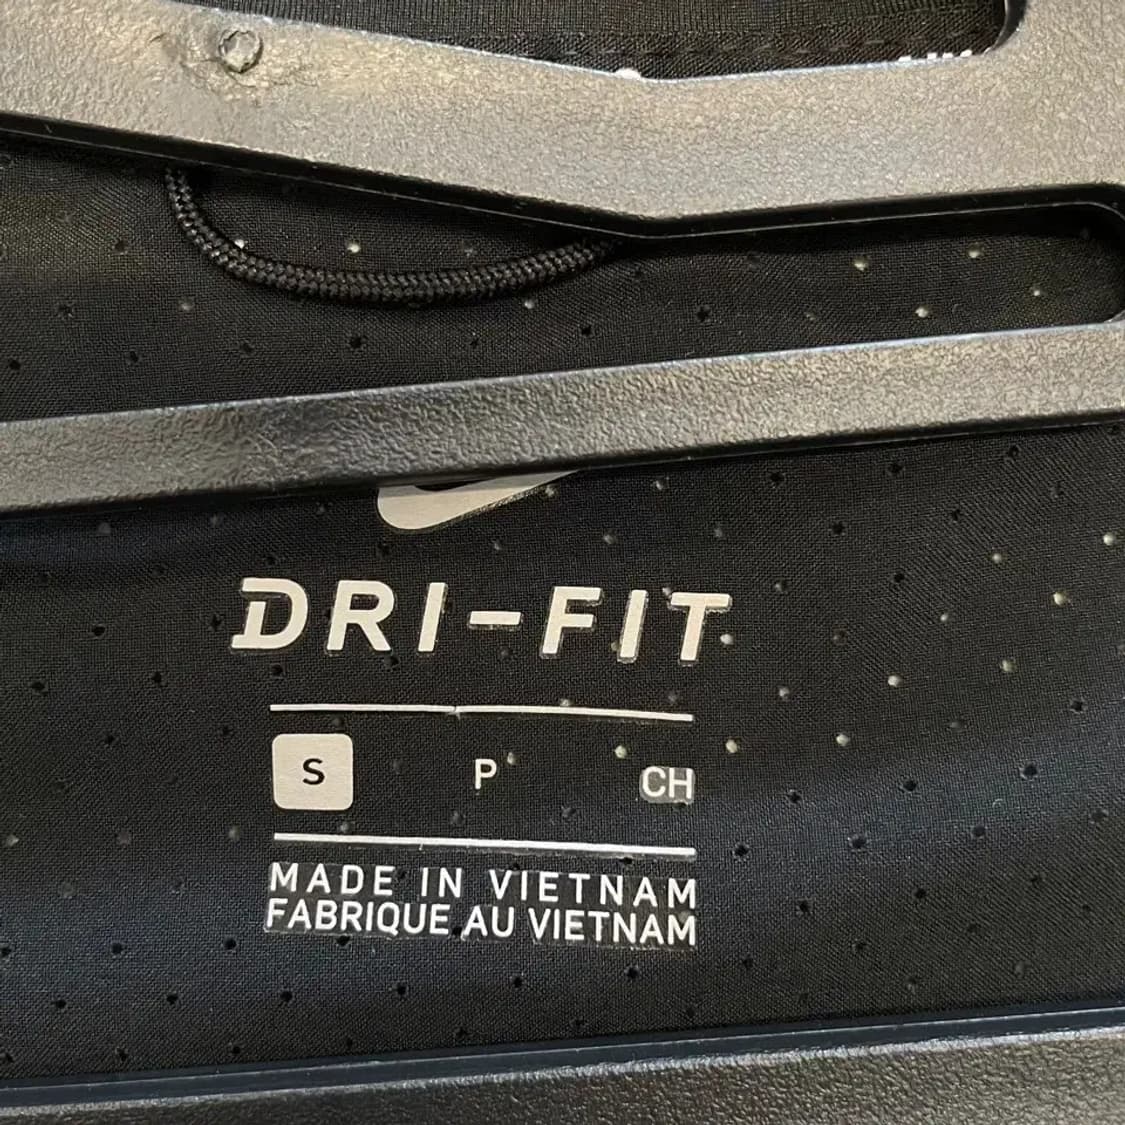 DRI-FIT
S P CH
MADE IN VIETNAM
FABRIQUE AU VIETNAM